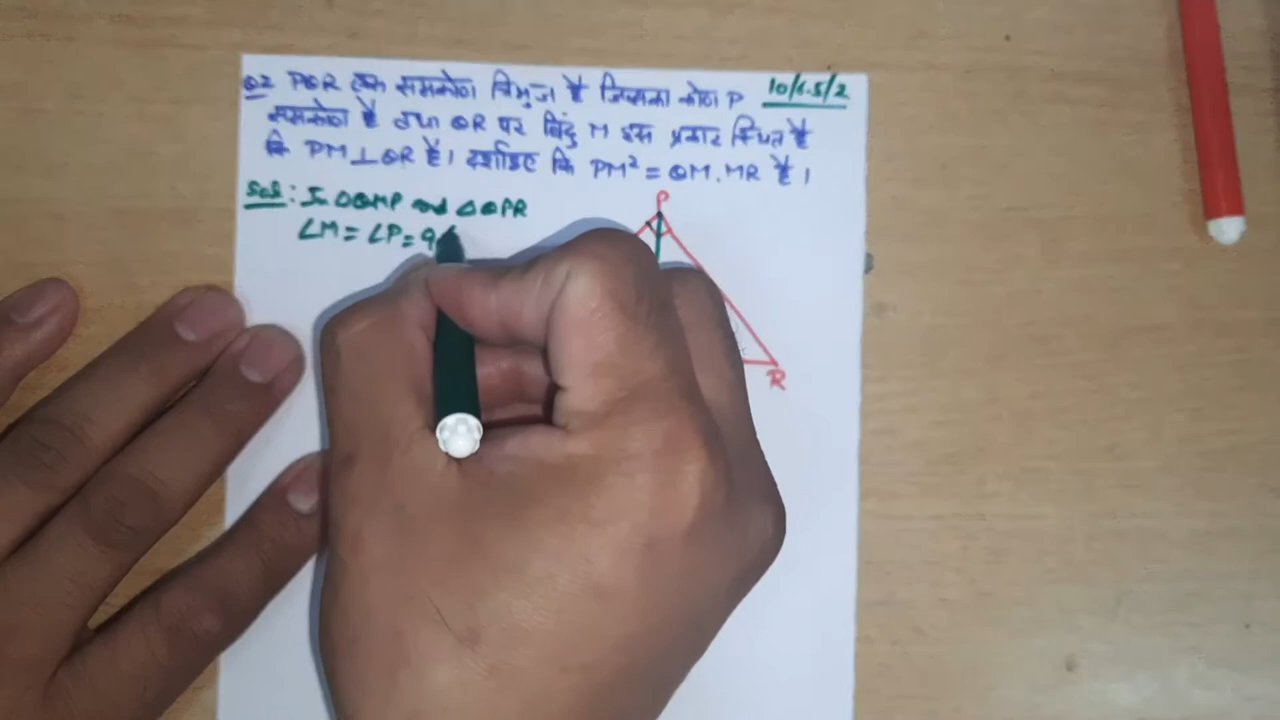 Q2 PQR एक समकोण त्रिभुज है जिसका कोण P 10/6.5/2
समकोण है तथा QR पर बिंदु M इस प्रकार स्थित है
कि PM⊥QR है। दर्शाइए कि PM² = QM.MR है।
Sol: In ΔQMP and ΔQPR
∠M = ∠P = 9
P
R